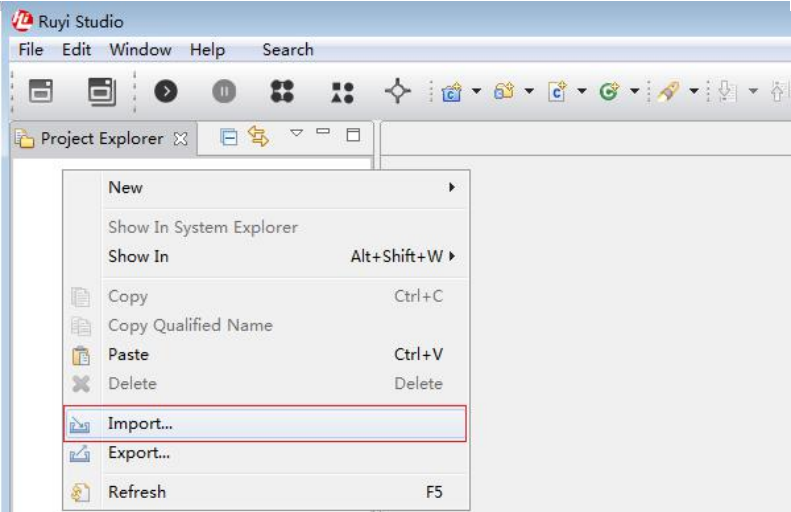 Ruyi Studio
File Edit Window Help Search
Project Explorer
New
Show In System Explorer
Show In Alt+Shift+W
Copy Ctrl+C
Copy Qualified Name
Paste Ctrl+V
Delete Delete
Import...
Export...
Refresh F5